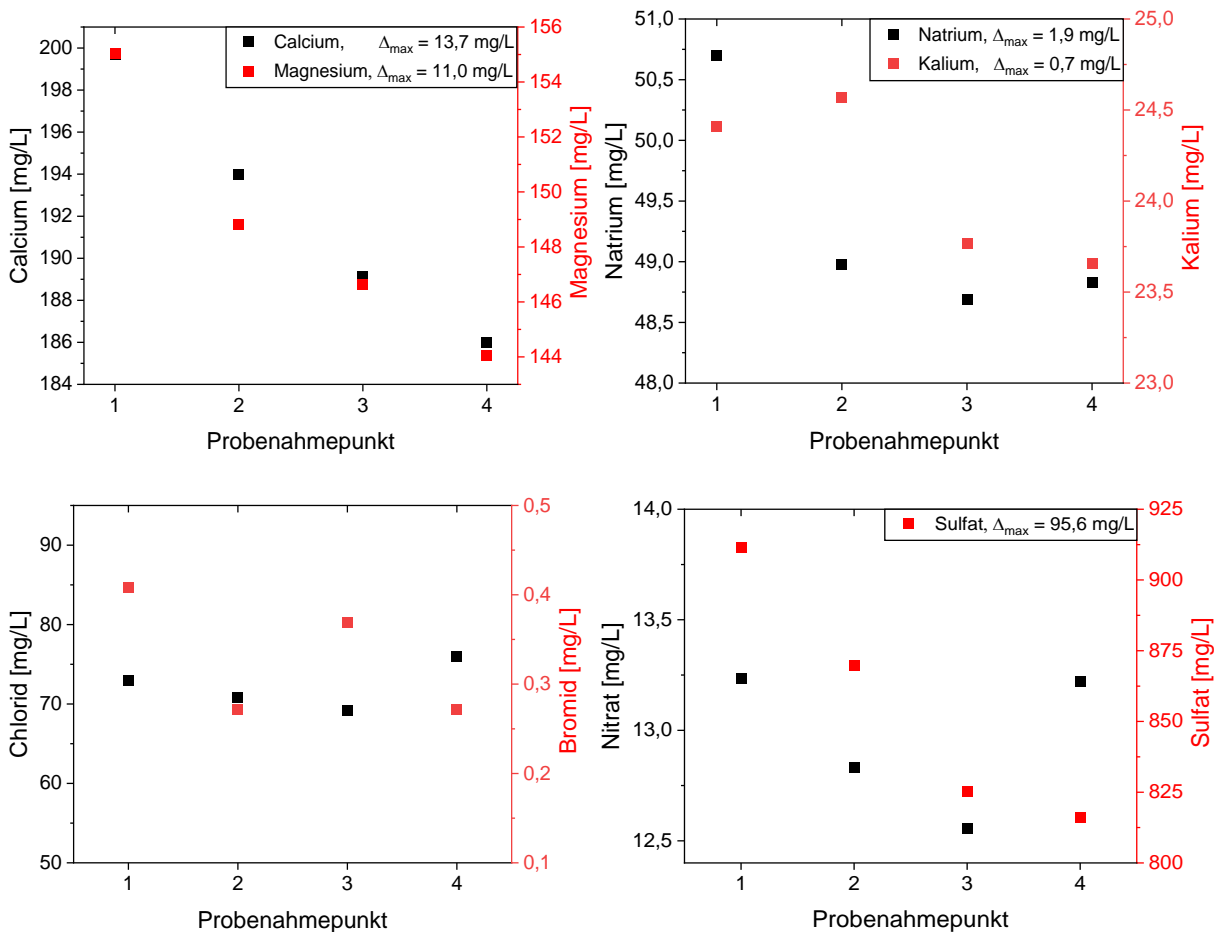 Calcium, Δmax = 13,7 mg/L
Magnesium, Δmax = 11,0 mg/L
Calcium [mg/L]
200
198
196
194
192
190
188
186
184
Magnesium [mg/L]
156
155
152
150
148
146
144
1 2 3 4
Probenahmepunkt
Natrium, Δmax = 1,9 mg/L
Kalium, Δmax = 0,7 mg/L
Natrium [mg/L]
51,0
50,5
50,0
49,5
49,0
48,5
48,0
Kalium [mg/L]
25,0
24,5
24,0
23,5
23,0
1 2 3 4
Probenahmepunkt
Chlorid [mg/L]
90
80
70
60
50
Bromid [mg/L]
0,5
0,4
0,3
0,2
0,1
1 2 3 4
Probenahmepunkt
Sulfat, Δmax = 95,6 mg/L
Nitrat [mg/L]
14,0
13,5
13,0
12,5
Sulfat [mg/L]
925
900
875
850
825
800
1 2 3 4
Probenahmepunkt